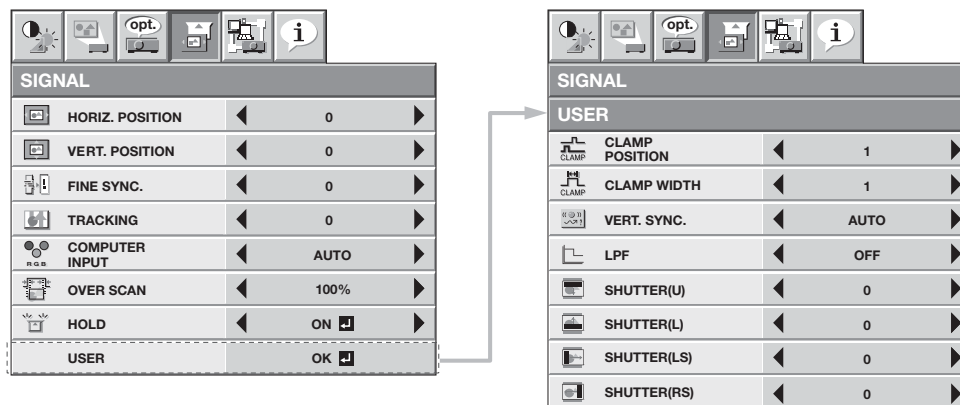 opt.
i
SIGNAL
HORIZ. POSITION 0
VERT. POSITION 0
FINE SYNC. 0
TRACKING 0
R G B
COMPUTER
INPUT AUTO
OVER SCAN 100%
HOLD ON
USER OK
opt.
i
SIGNAL
USER
CLAMP
CLAMP
POSITION 1
CLAMP
CLAMP WIDTH 1
VERT. SYNC. AUTO
LPF OFF
SHUTTER(U) 0
SHUTTER(L) 0
SHUTTER(LS) 0
SHUTTER(RS) 0